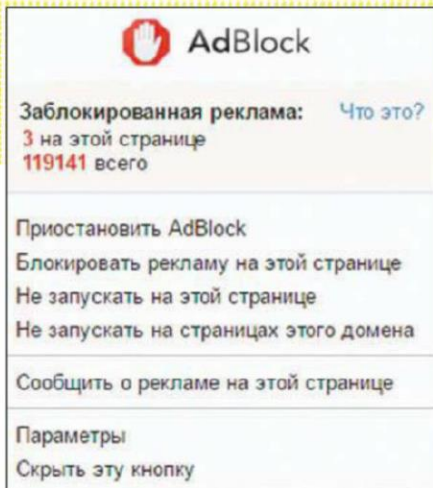 AdBlock
Заблокированная реклама: Что это?
3 на этой странице
119141 всего
Приостановить AdBlock
Блокировать рекламу на этой странице
Не запускать на этой странице
Не запускать на страницах этого домена
Сообщить о рекламе на этой странице
Параметры
Скрыть эту кнопку